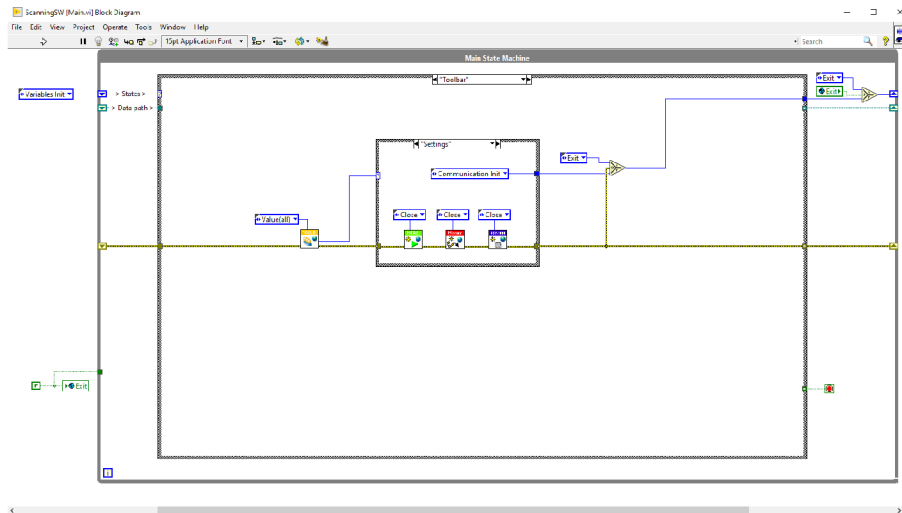 ScanningSW [Main.vi] Block Diagram
File Edit View Project Operate Tools Window Help
15pt Application Font
Search
Main State Machine
"Toolbar"
Exit
Variables Init
> States >
Exit
> Data path >
"Settings"
Exit
Communication Init
Value(all)
Close
Close
Close
Exit
i